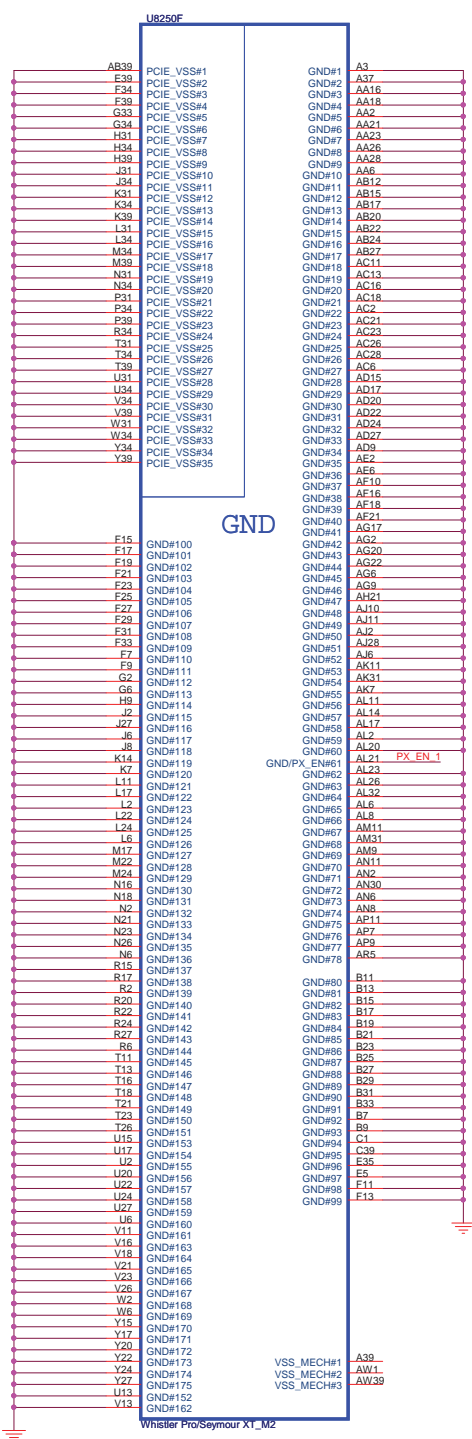 U8250F
AB39 PCIE_VSS#1
E39 PCIE_VSS#2
F34 PCIE_VSS#3
F39 PCIE_VSS#4
G33 PCIE_VSS#5
G34 PCIE_VSS#6
H31 PCIE_VSS#7
H34 PCIE_VSS#8
H39 PCIE_VSS#9
J31 PCIE_VSS#10
J34 PCIE_VSS#11
K31 PCIE_VSS#12
K34 PCIE_VSS#13
K39 PCIE_VSS#14
L31 PCIE_VSS#15
L34 PCIE_VSS#16
M34 PCIE_VSS#17
M39 PCIE_VSS#18
N31 PCIE_VSS#19
N34 PCIE_VSS#20
P31 PCIE_VSS#21
P34 PCIE_VSS#22
P39 PCIE_VSS#23
R34 PCIE_VSS#24
T31 PCIE_VSS#25
T34 PCIE_VSS#26
T39 PCIE_VSS#27
U31 PCIE_VSS#28
U34 PCIE_VSS#29
V34 PCIE_VSS#30
V39 PCIE_VSS#31
W31 PCIE_VSS#32
W34 PCIE_VSS#33
Y34 PCIE_VSS#34
Y39 PCIE_VSS#35
GND
F15 GND#100
F17 GND#101
F19 GND#102
F21 GND#103
F23 GND#104
F25 GND#105
F27 GND#106
F29 GND#107
F31 GND#108
F33 GND#109
F7 GND#110
F9 GND#111
G2 GND#112
G6 GND#113
H9 GND#114
J2 GND#115
J27 GND#116
J6 GND#117
J8 GND#118
K14 GND#119
K7 GND#120
L11 GND#121
L17 GND#122
L2 GND#123
L22 GND#124
L24 GND#125
L6 GND#126
M17 GND#127
M22 GND#128
M24 GND#129
N16 GND#130
N18 GND#131
N2 GND#132
N21 GND#133
N23 GND#134
N26 GND#135
N6 GND#136
R15 GND#137
R17 GND#138
R2 GND#139
R20 GND#140
R22 GND#141
R24 GND#142
R27 GND#143
R6 GND#144
T11 GND#145
T13 GND#146
T16 GND#147
T18 GND#148
T21 GND#149
T23 GND#150
T26 GND#151
U15 GND#153
U17 GND#154
U2 GND#155
U20 GND#156
U22 GND#157
U24 GND#158
U27 GND#159
U6 GND#160
V11 GND#161
V16 GND#163
V18 GND#164
V21 GND#165
V23 GND#166
V26 GND#167
W2 GND#168
W6 GND#169
Y15 GND#170
Y17 GND#171
Y20 GND#172
Y22 GND#173
Y24 GND#174
Y27 GND#175
U13 GND#152
V13 GND#162
GND#1 A3
GND#2 A37
GND#3 AA16
GND#4 AA18
GND#5 AA2
GND#6 AA21
GND#7 AA23
GND#8 AA26
GND#9 AA28
GND#10 AA6
GND#11 AB12
GND#12 AB15
GND#13 AB17
GND#14 AB20
GND#15 AB22
GND#16 AB24
GND#17 AB27
GND#18 AC11
GND#19 AC13
GND#20 AC16
GND#21 AC18
GND#22 AC2
GND#23 AC21
GND#24 AC23
GND#25 AC26
GND#26 AC28
GND#27 AC6
GND#28 AD15
GND#29 AD17
GND#30 AD20
GND#31 AD22
GND#32 AD24
GND#33 AD27
GND#34 AD9
GND#35 AE2
GND#36 AE6
GND#37 AF10
GND#38 AF16
GND#39 AF18
GND#40 AF21
GND#41 AG17
GND#42 AG2
GND#43 AG20
GND#44 AG22
GND#45 AG6
GND#46 AG9
GND#47 AH21
GND#48 AJ10
GND#49 AJ11
GND#50 AJ2
GND#51 AJ28
GND#52 AJ6
GND#53 AK11
GND#54 AK31
GND#55 AK7
GND#56 AL11
GND#57 AL14
GND#58 AL17
GND#59 AL2
GND#60 AL20
GND/PX_EN#61 AL21 PX_EN_1
GND#62 AL23
GND#63 AL26
GND#64 AL32
GND#65 AL6
GND#66 AL8
GND#67 AM11
GND#68 AM31
GND#69 AM9
GND#70 AN11
GND#71 AN2
GND#72 AN30
GND#73 AN6
GND#74 AN8
GND#75 AP11
GND#76 AP7
GND#77 AP9
GND#78 AR5
GND#80 B11
GND#81 B13
GND#82 B15
GND#83 B17
GND#84 B19
GND#85 B21
GND#86 B23
GND#87 B25
GND#88 B27
GND#89 B29
GND#90 B31
GND#91 B33
GND#92 B7
GND#93 B9
GND#94 C1
GND#95 C39
GND#96 E35
GND#97 E5
GND#98 F11
GND#99 F13
VSS_MECH#1 A39
VSS_MECH#2 AW1
VSS_MECH#3 AW39
Whistler Pro/Seymour XT_M2